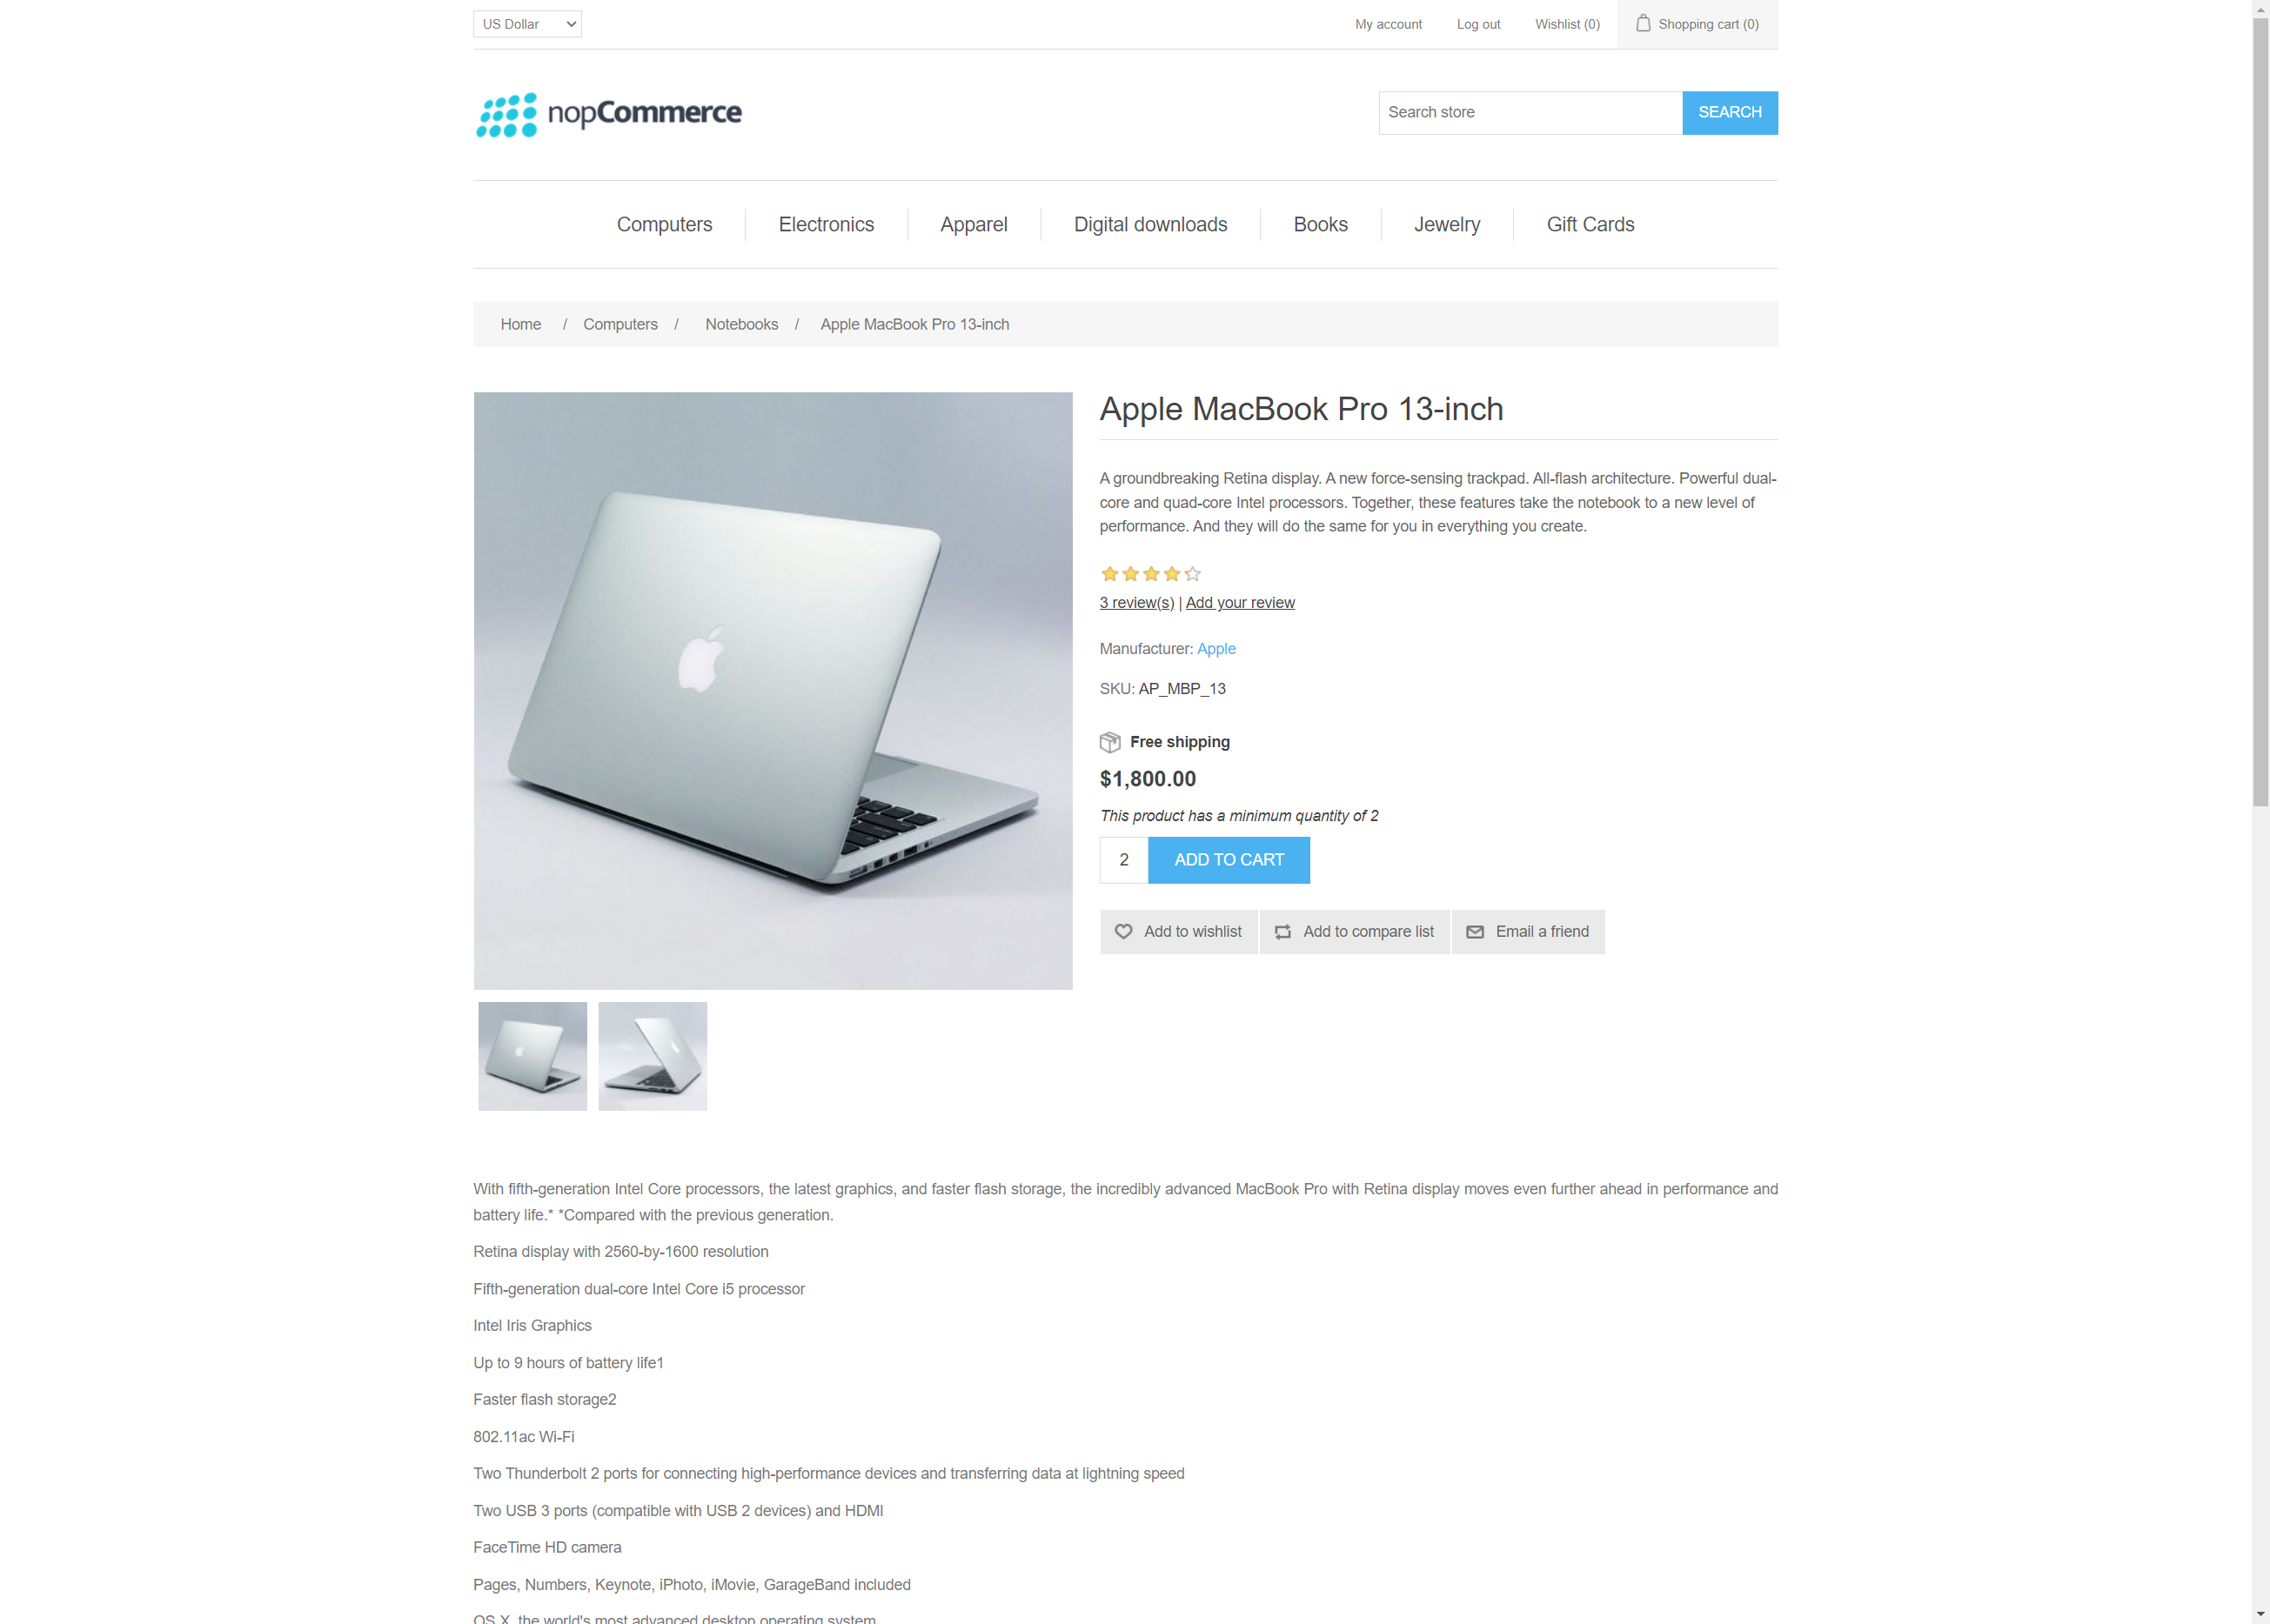 US Dollar
My account
Log out
Wishlist (0)
Shopping cart (0)
nopCommerce
Search store
SEARCH
Computers
Electronics
Apparel
Digital downloads
Books
Jewelry
Gift Cards
Home / Computers / Notebooks / Apple MacBook Pro 13-inch
Apple MacBook Pro 13-inch
A groundbreaking Retina display. A new force-sensing trackpad. All-flash architecture. Powerful dual-
core and quad-core Intel processors. Together, these features take the notebook to a new level of
performance. And they will do the same for you in everything you create.
3 review(s) | Add your review
Manufacturer: Apple
SKU: AP_MBP_13
Free shipping
$1,800.00
This product has a minimum quantity of 2
2
ADD TO CART
Add to wishlist
Add to compare list
Email a friend
With fifth-generation Intel Core processors, the latest graphics, and faster flash storage, the incredibly advanced MacBook Pro with Retina display moves even further ahead in performance and
battery life.* *Compared with the previous generation.
Retina display with 2560-by-1600 resolution
Fifth-generation dual-core Intel Core i5 processor
Intel Iris Graphics
Up to 9 hours of battery life1
Faster flash storage2
802.11ac Wi-Fi
Two Thunderbolt 2 ports for connecting high-performance devices and transferring data at lightning speed
Two USB 3 ports (compatible with USB 2 devices) and HDMI
FaceTime HD camera
Pages, Numbers, Keynote, iPhoto, iMovie, GarageBand included
OS X, the world's most advanced desktop operating system